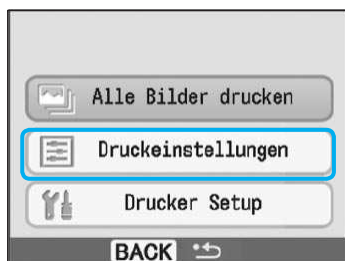 Alle Bilder drucken
Druckeinstellungen
Drucker Setup
BACK